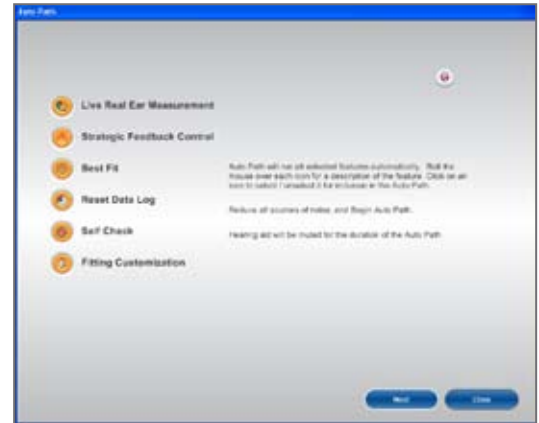 Auto Path
Live Real Ear Measurement
Strategic Feedback Control
Best Fit
Auto Path will run all selected features automatically. Roll the
mouse over each icon for a description of the feature. Click on an
icon to select / unselect it for inclusion in the Auto Path.
Reset Data Log
Reduce all sources of noise, and Begin Auto Path.
Self Check
Hearing aid will be muted for the duration of the Auto Path.
Fitting Customization
Next
Close